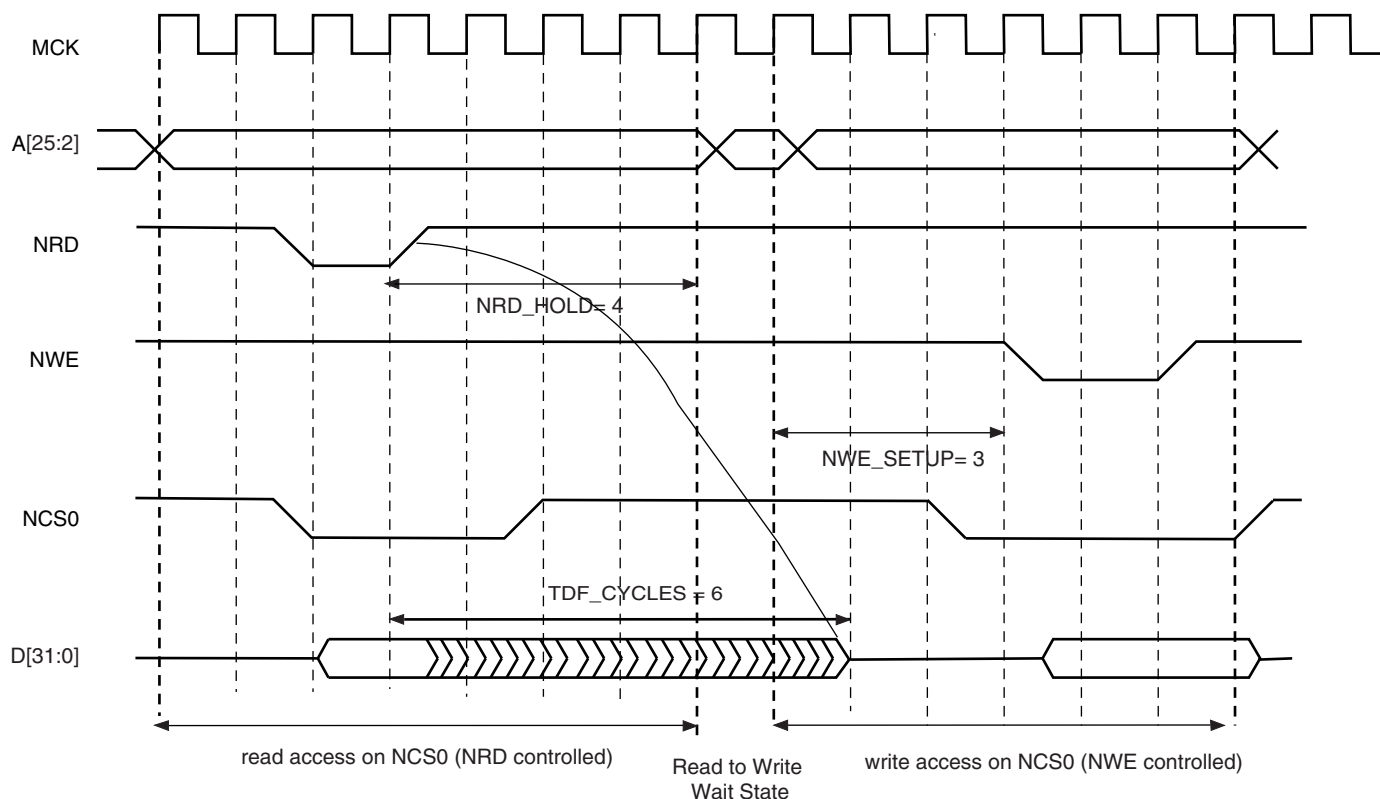 MCK
A[25:2]
NRD
NRD_HOLD= 4
NWE
NWE_SETUP= 3
NCS0
TDF_CYCLES = 6
D[31:0]
read access on NCS0 (NRD controlled)
Read to Write
Wait State
write access on NCS0 (NWE controlled)